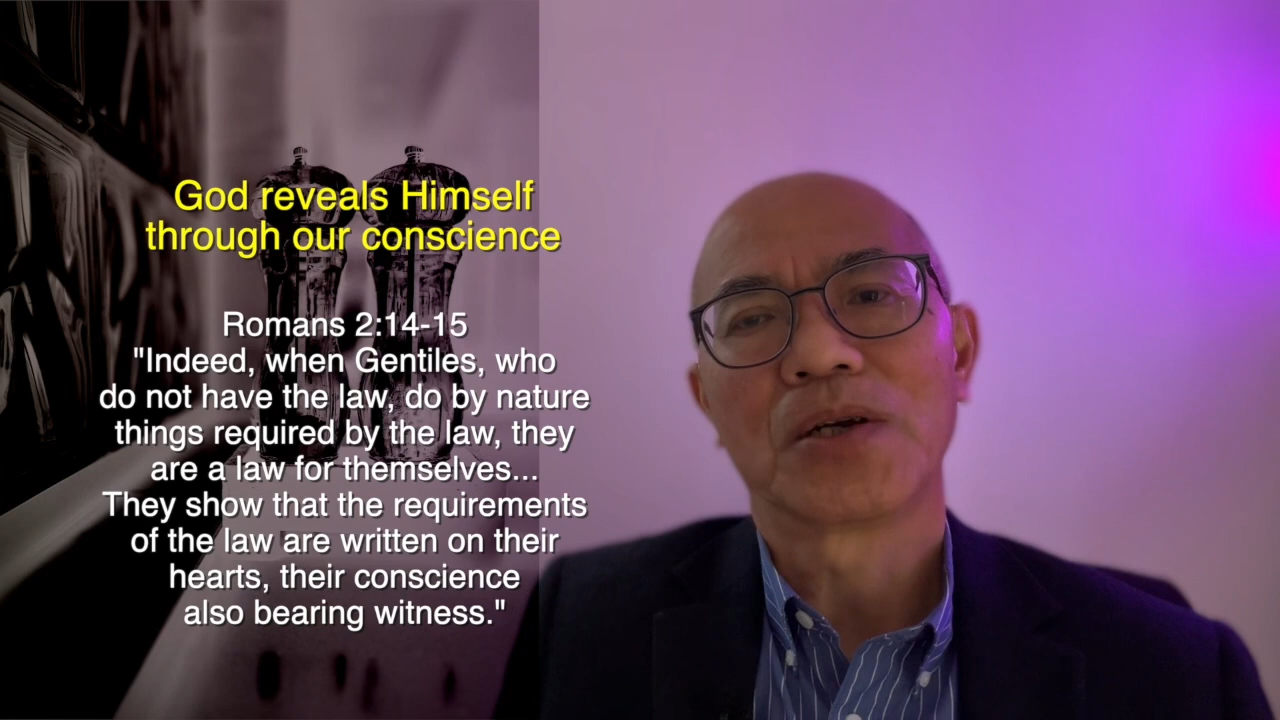 God reveals Himself
through our conscience
Romans 2:14-15
"Indeed, when Gentiles, who
do not have the law, do by nature
things required by the law, they
are a law for themselves...
They show that the requirements
of the law are written on their
hearts, their conscience
also bearing witness."